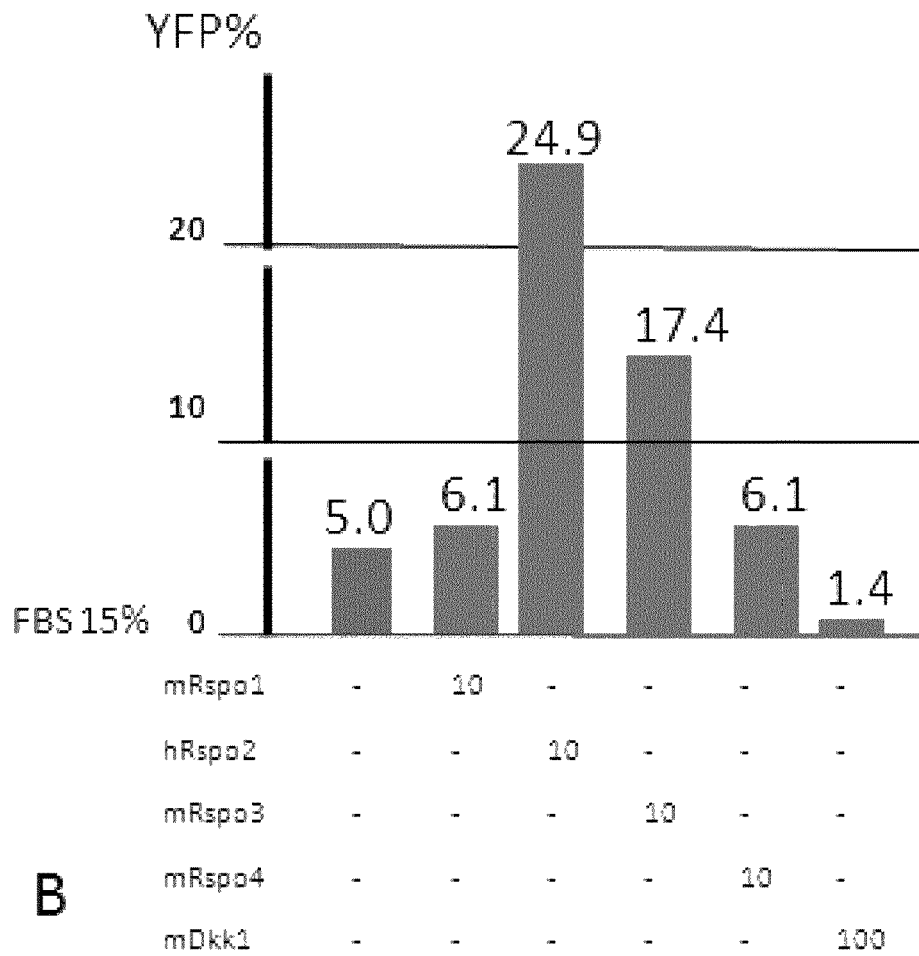 YFP%
24.9
20
17.4
10
5.0
6.1
6.1
1.4
FBS 15% 0
mRspo1 - 10 - - - -
hRspo2 - - 10 - - -
mRspo3 - - - 10 - -
mRspo4 - - - - 10 -
B
mDkk1 - - - - - 100